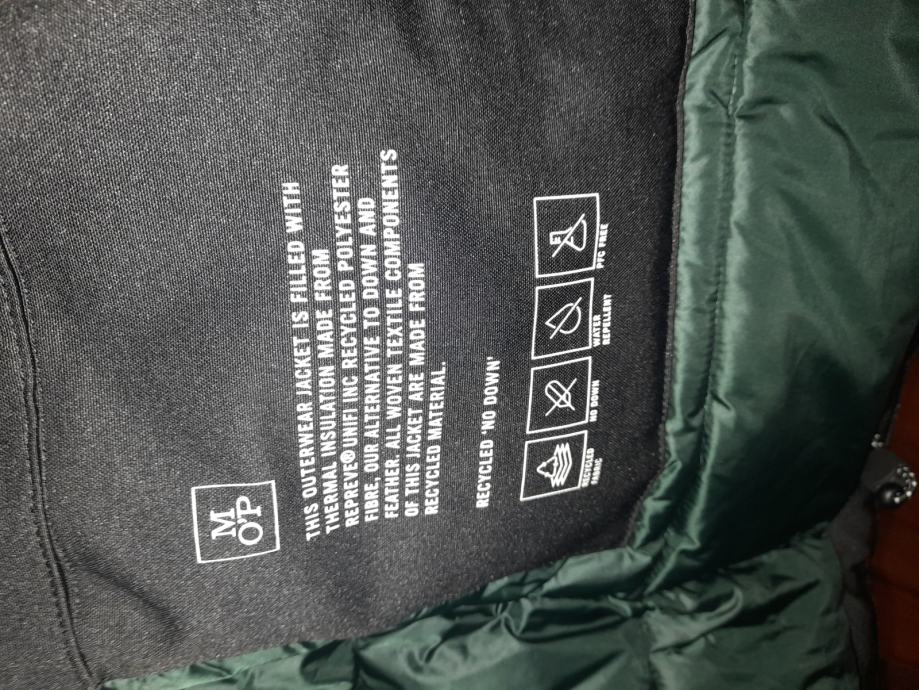 M
O'P
THIS OUTERWEAR JACKET IS FILLED WITH
THERMAL INSULATION MADE FROM
REPREVE® UNIFI INC RECYCLED POLYESTER
FIBRE, OUR ALTERNATIVE TO DOWN AND
FEATHER. ALL WOVEN TEXTILE COMPONENTS
OF THIS JACKET ARE MADE FROM
RECYCLED MATERIAL.
RECYCLED 'NO DOWN'
RECYCLED
FABRIC
NO DOWN
WATER
REPELLENT
PFC FREE